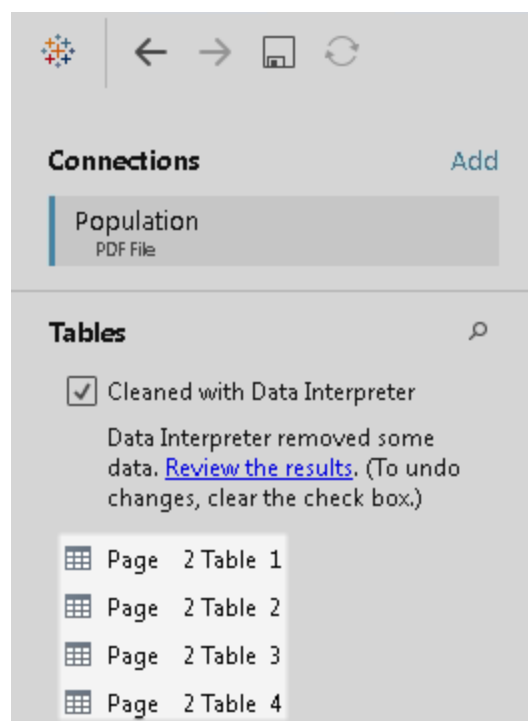 Connections Add
Population
PDF File
Tables
Cleaned with Data Interpreter
Data Interpreter removed some
data. Review the results. (To undo
changes, clear the check box.)
Page 2 Table 1
Page 2 Table 2
Page 2 Table 3
Page 2 Table 4